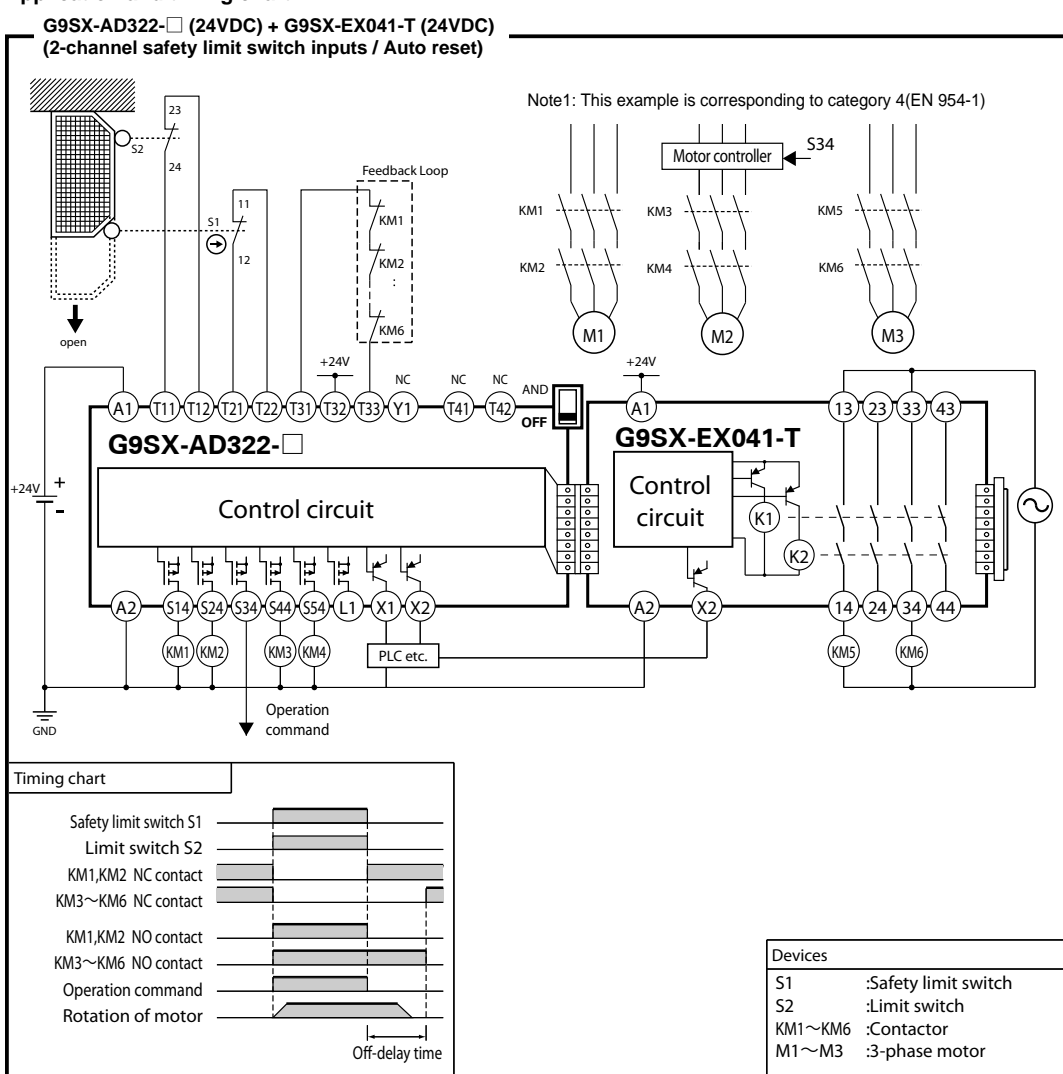 G9SX-AD322-□ (24VDC) + G9SX-EX041-T (24VDC)
(2-channel safety limit switch inputs / Auto reset)
Note1: This example is corresponding to category 4(EN 954-1)
23
S2
24
11
S1
12
open
Feedback Loop
KM1
KM2
:
KM6
Motor controller
S34
KM1
KM2
KM3
KM4
KM5
KM6
M1
M2
M3
+24V
NC
NC
NC
AND
OFF
+24V
A1
T11
T12
T21
T22
T31
T32
T33
Y1
T41
T42
A1
13
23
33
43
G9SX-AD322-□
G9SX-EX041-T
Control circuit
Control
circuit
K1
K2
+24V
+
-
A2
S14
S24
S34
S44
S54
L1
X1
X2
A2
X2
14
24
34
44
KM1
KM2
KM3
KM4
PLC etc.
KM5
KM6
GND
Operation
command
Timing chart
Safety limit switch S1
Limit switch S2
KM1,KM2 NC contact
KM3～KM6 NC contact
KM1,KM2 NO contact
KM3～KM6 NO contact
Operation command
Rotation of motor
Off-delay time
Devices
S1 :Safety limit switch
S2 :Limit switch
KM1～KM6 :Contactor
M1～M3 :3-phase motor